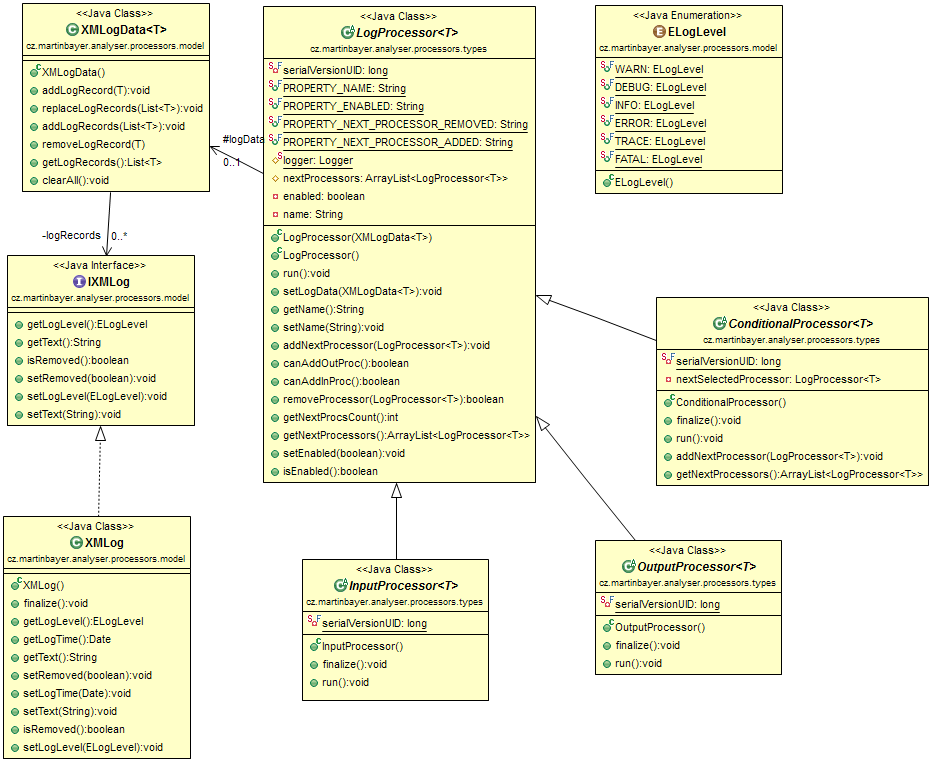 <<Java Class>>
XMLogData<T>
cz.martinbayer.analyser.processors.model
XMLogData()
addLogRecord(T):void
replaceLogRecords(List<T>):void
addLogRecords(List<T>):void
removeLogRecord(T)
getLogRecords():List<T>
clearAll():void
#logData
0..1
-logRecords
0..*
<<Java Class>>
LogProcessor<T>
cz.martinbayer.analyser.processors.types
serialVersionUID: long
PROPERTY_NAME: String
PROPERTY_ENABLED: String
PROPERTY_NEXT_PROCESSOR_REMOVED: String
PROPERTY_NEXT_PROCESSOR_ADDED: String
logger: Logger
nextProcessors: ArrayList<LogProcessor<T>>
enabled: boolean
name: String
LogProcessor(XMLogData<T>)
LogProcessor()
run():void
setLogData(XMLogData<T>):void
getName():String
setName(String):void
addNextProcessor(LogProcessor<T>):void
canAddOutProc():boolean
canAddInProc():boolean
removeProcessor(LogProcessor<T>):boolean
getNextProcsCount():int
getNextProcessors():ArrayList<LogProcessor<T>>
setEnabled(boolean):void
isEnabled():boolean
<<Java Enumeration>>
ELogLevel
cz.martinbayer.analyser.processors.model
WARN: ELogLevel
DEBUG: ELogLevel
INFO: ELogLevel
ERROR: ELogLevel
TRACE: ELogLevel
FATAL: ELogLevel
ELogLevel()
<<Java Interface>>
IXMLog
cz.martinbayer.analyser.processors.model
getLogLevel():ELogLevel
getText():String
isRemoved():boolean
setRemoved(boolean):void
setLogLevel(ELogLevel):void
setText(String):void
<<Java Class>>
ConditionalProcessor<T>
cz.martinbayer.analyser.processors.types
serialVersionUID: long
nextSelectedProcessor: LogProcessor<T>
ConditionalProcessor()
finalize():void
run():void
addNextProcessor(LogProcessor<T>):void
getNextProcessors():ArrayList<LogProcessor<T>>
<<Java Class>>
XMLog
cz.martinbayer.analyser.processors.model
XMLog()
finalize():void
getLogLevel():ELogLevel
getLogTime():Date
getText():String
setRemoved(boolean):void
setLogTime(Date):void
setText(String):void
isRemoved():boolean
setLogLevel(ELogLevel):void
<<Java Class>>
InputProcessor<T>
cz.martinbayer.analyser.processors.types
serialVersionUID: long
InputProcessor()
finalize():void
run():void
<<Java Class>>
OutputProcessor<T>
cz.martinbayer.analyser.processors.types
serialVersionUID: long
OutputProcessor()
finalize():void
run():void